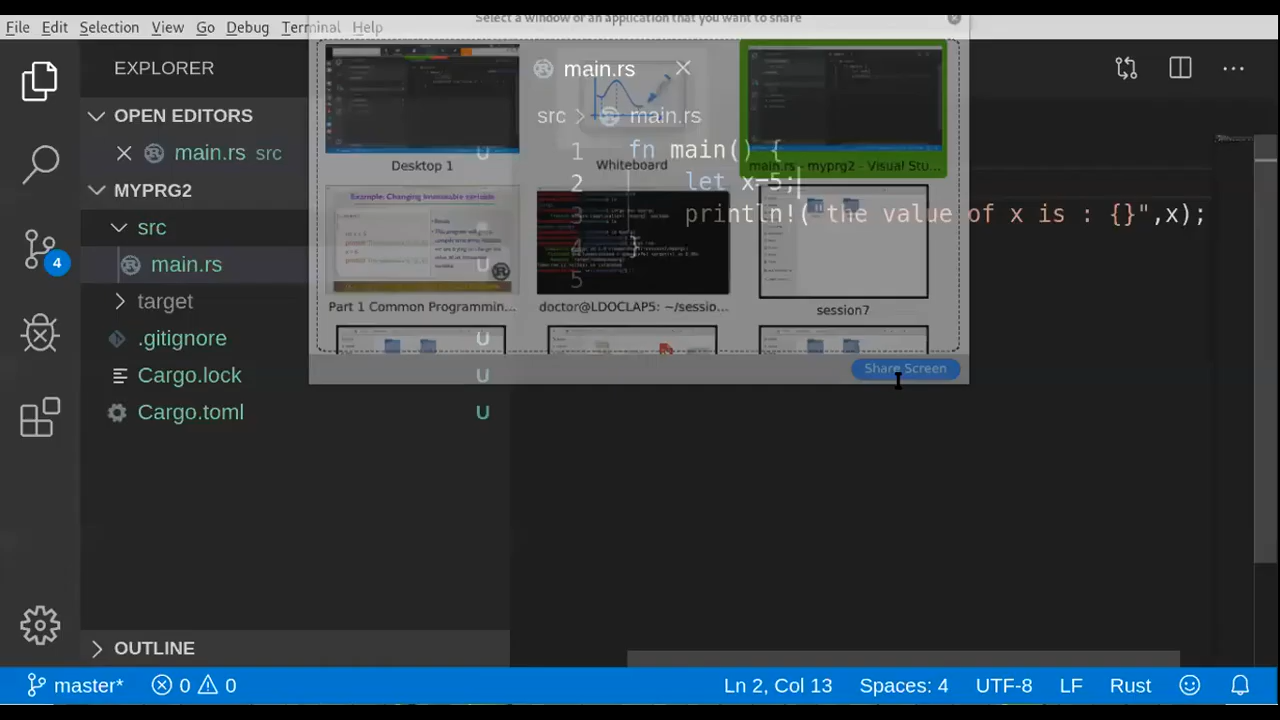 Select a window or an application that you want to share
File Edit Selection View Go Debug Terminal Help
EXPLORER
OPEN EDITORS
main.rs src
MYPRG2
src
main.rs
target
.gitignore
Cargo.lock
Cargo.toml
U
U
U
U
U
4
OUTLINE
main.rs
src > main.rs
1 fn main() {
2 let x=5;
3 println!( the value of x is : {}",x);
4 }
5
Desktop 1
Whiteboard
main.rs - myprg2 - Visual Stu...
Example: Changing immutable variable
Part 1 Common Programmin...
doctor@LDOCLAP5: ~/sessio...
session7
Share Screen
master* 0 0 Ln 2, Col 13 Spaces: 4 UTF-8 LF Rust